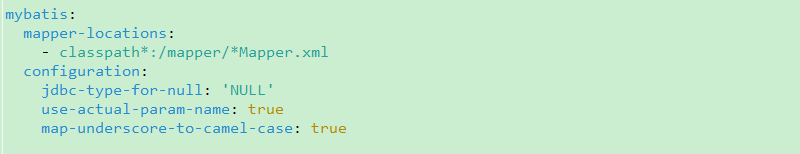 mybatis:
  mapper-locations:
    - classpath*:/mapper/*Mapper.xml
  configuration:
    jdbc-type-for-null: 'NULL'
    use-actual-param-name: true
    map-underscore-to-camel-case: true